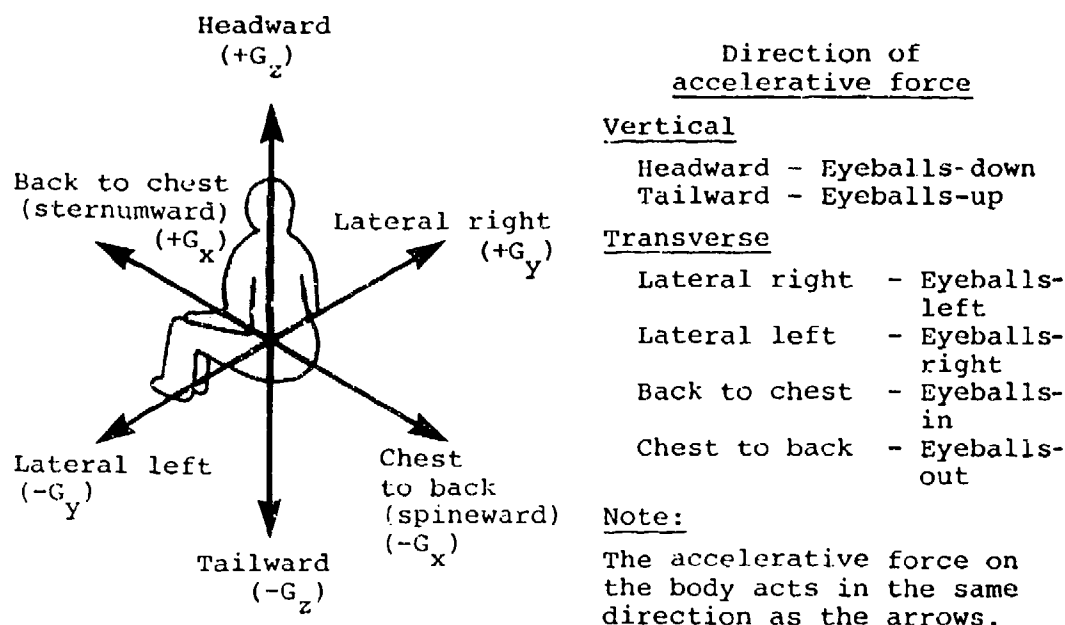 Headward
(+G_z)
Back to chest
(sternumward)
(+G_x)
Lateral right
(+G_y)
Lateral left
(-G_y)
Chest
to back
(spineward)
(-G_x)
Tailward
(-G_z)
Direction of
accelerative force
Vertical
Headward - Eyeballs-down
Tailward - Eyeballs-up
Transverse
Lateral right - Eyeballs-
left
Lateral left - Eyeballs-
right
Back to chest - Eyeballs-
in
Chest to back - Eyeballs-
out
Note:
The accelerative force on
the body acts in the same
direction as the arrows.